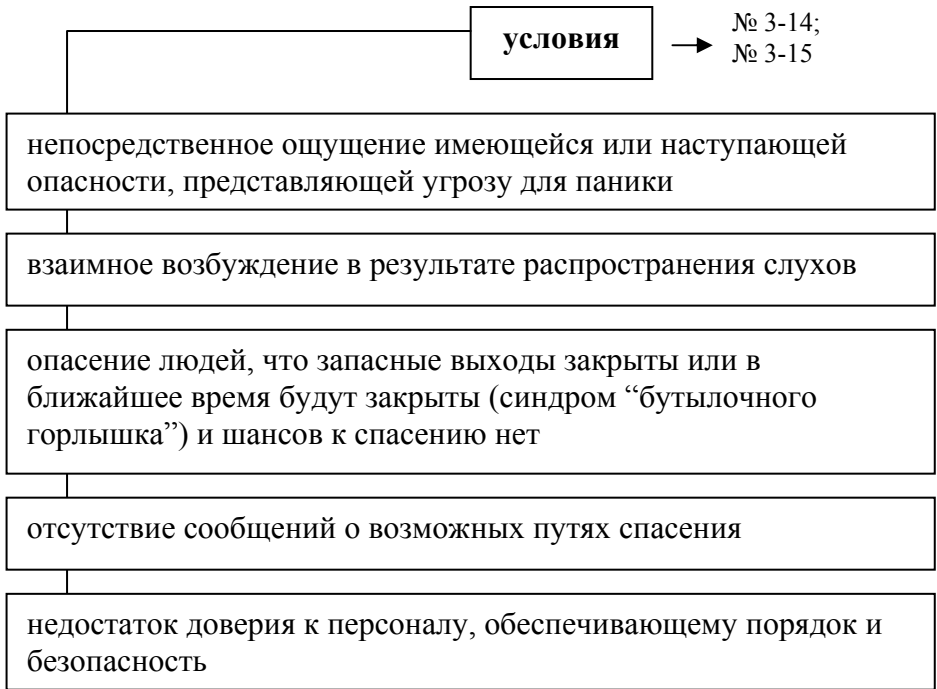 условия
№ 3-14;
№ 3-15
непосредственное ощущение имеющейся или наступающей
опасности, представляющей угрозу для паники
взаимное возбуждение в результате распространения слухов
опасение людей, что запасные выходы закрыты или в
ближайшее время будут закрыты (синдром “бутылочного
горлышка”) и шансов к спасению нет
отсутствие сообщений о возможных путях спасения
недостаток доверия к персоналу, обеспечивающему порядок и
безопасность